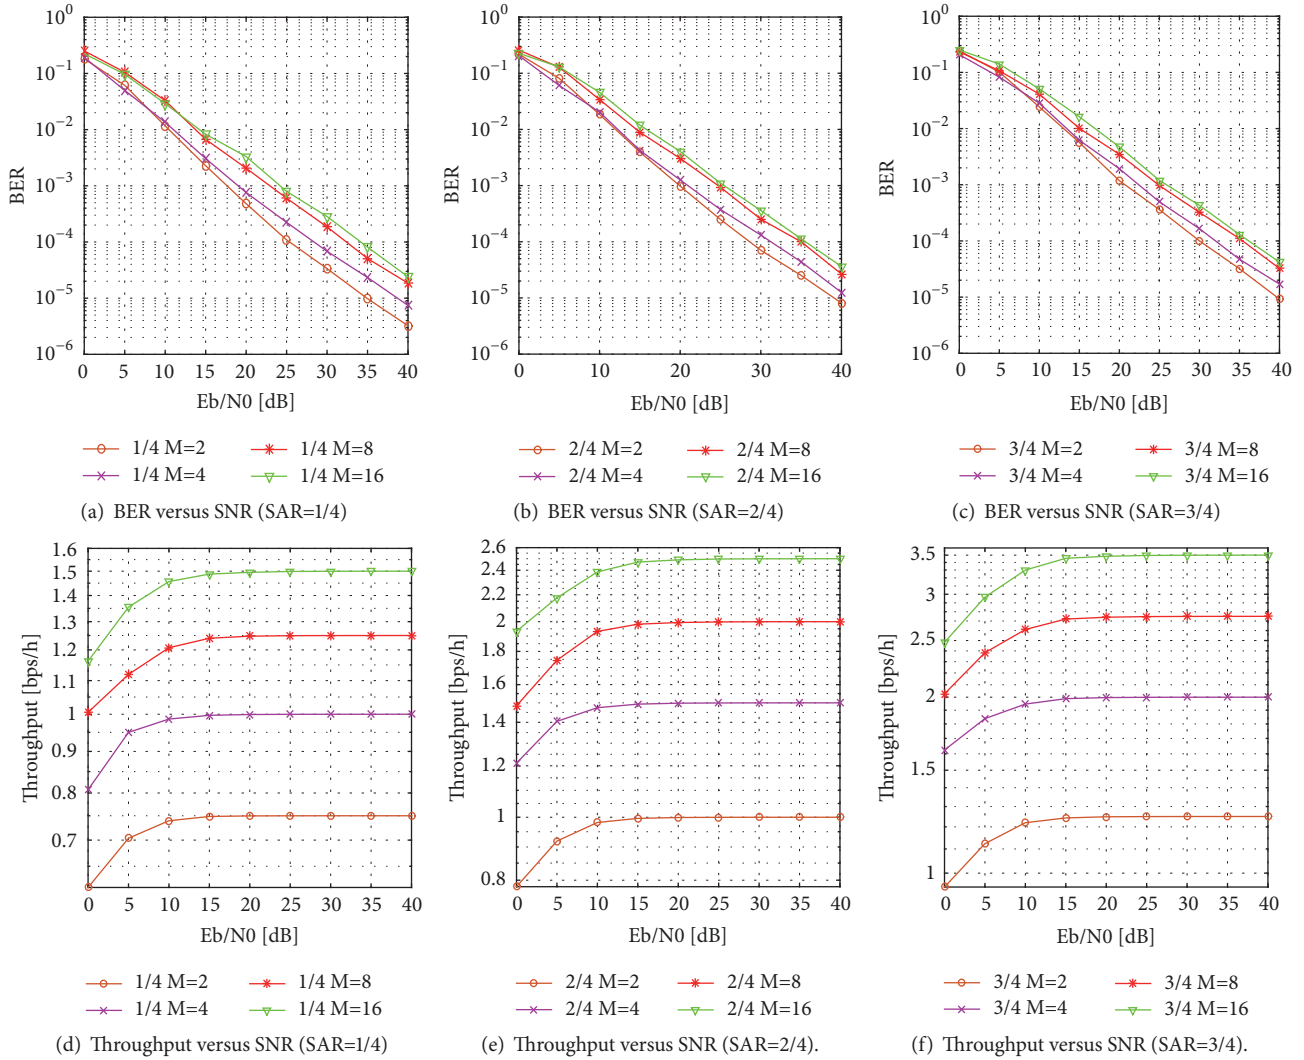 10^0
10^-1
10^-2
10^-3
10^-4
10^-5
10^-6
BER
0 5 10 15 20 25 30 35 40
Eb/N0 [dB]
1/4 M=2
1/4 M=4
1/4 M=8
1/4 M=16
(a) BER versus SNR (SAR=1/4)
10^0
10^-1
10^-2
10^-3
10^-4
10^-5
10^-6
BER
0 5 10 15 20 25 30 35 40
Eb/N0 [dB]
2/4 M=2
2/4 M=4
2/4 M=8
2/4 M=16
(b) BER versus SNR (SAR=2/4)
10^0
10^-1
10^-2
10^-3
10^-4
10^-5
10^-6
BER
0 5 10 15 20 25 30 35 40
Eb/N0 [dB]
3/4 M=2
3/4 M=4
3/4 M=8
3/4 M=16
(c) BER versus SNR (SAR=3/4)
1.6
1.5
1.4
1.3
1.2
1.1
1
0.9
0.8
0.7
Throughput [bps/h]
0 5 10 15 20 25 30 35 40
Eb/N0 [dB]
1/4 M=2
1/4 M=4
1/4 M=8
1/4 M=16
(d) Throughput versus SNR (SAR=1/4)
2.6
2.4
2.2
2
1.8
1.6
1.4
1.2
1
0.8
Throughput [bps/h]
0 5 10 15 20 25 30 35 40
Eb/N0 [dB]
2/4 M=2
2/4 M=4
2/4 M=8
2/4 M=16
(e) Throughput versus SNR (SAR=2/4).
3.5
3
2.5
2
1.5
1
Throughput [bps/h]
0 5 10 15 20 25 30 35 40
Eb/N0 [dB]
3/4 M=2
3/4 M=4
3/4 M=8
3/4 M=16
(f) Throughput versus SNR (SAR=3/4).